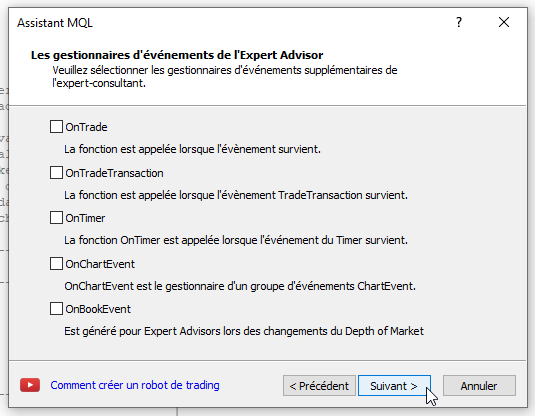 Assistant MQL
?
Les gestionnaires d'événements de l'Expert Advisor
Veuillez sélectionner les gestionnaires d'événements supplémentaires de
l'expert-consultant.
OnTrade
La fonction est appelée lorsque l'évènement survient.
OnTradeTransaction
La fonction est appelée lorsque l'évènement TradeTransaction survient.
OnTimer
La fonction OnTimer est appelée lorsque l'événement du Timer survient.
OnChartEvent
OnChartEvent est le gestionnaire d'un groupe d'événements ChartEvent.
OnBookEvent
Est généré pour Expert Advisors lors des changements du Depth of Market
Comment créer un robot de trading
< Précédent
Suivant >
Annuler